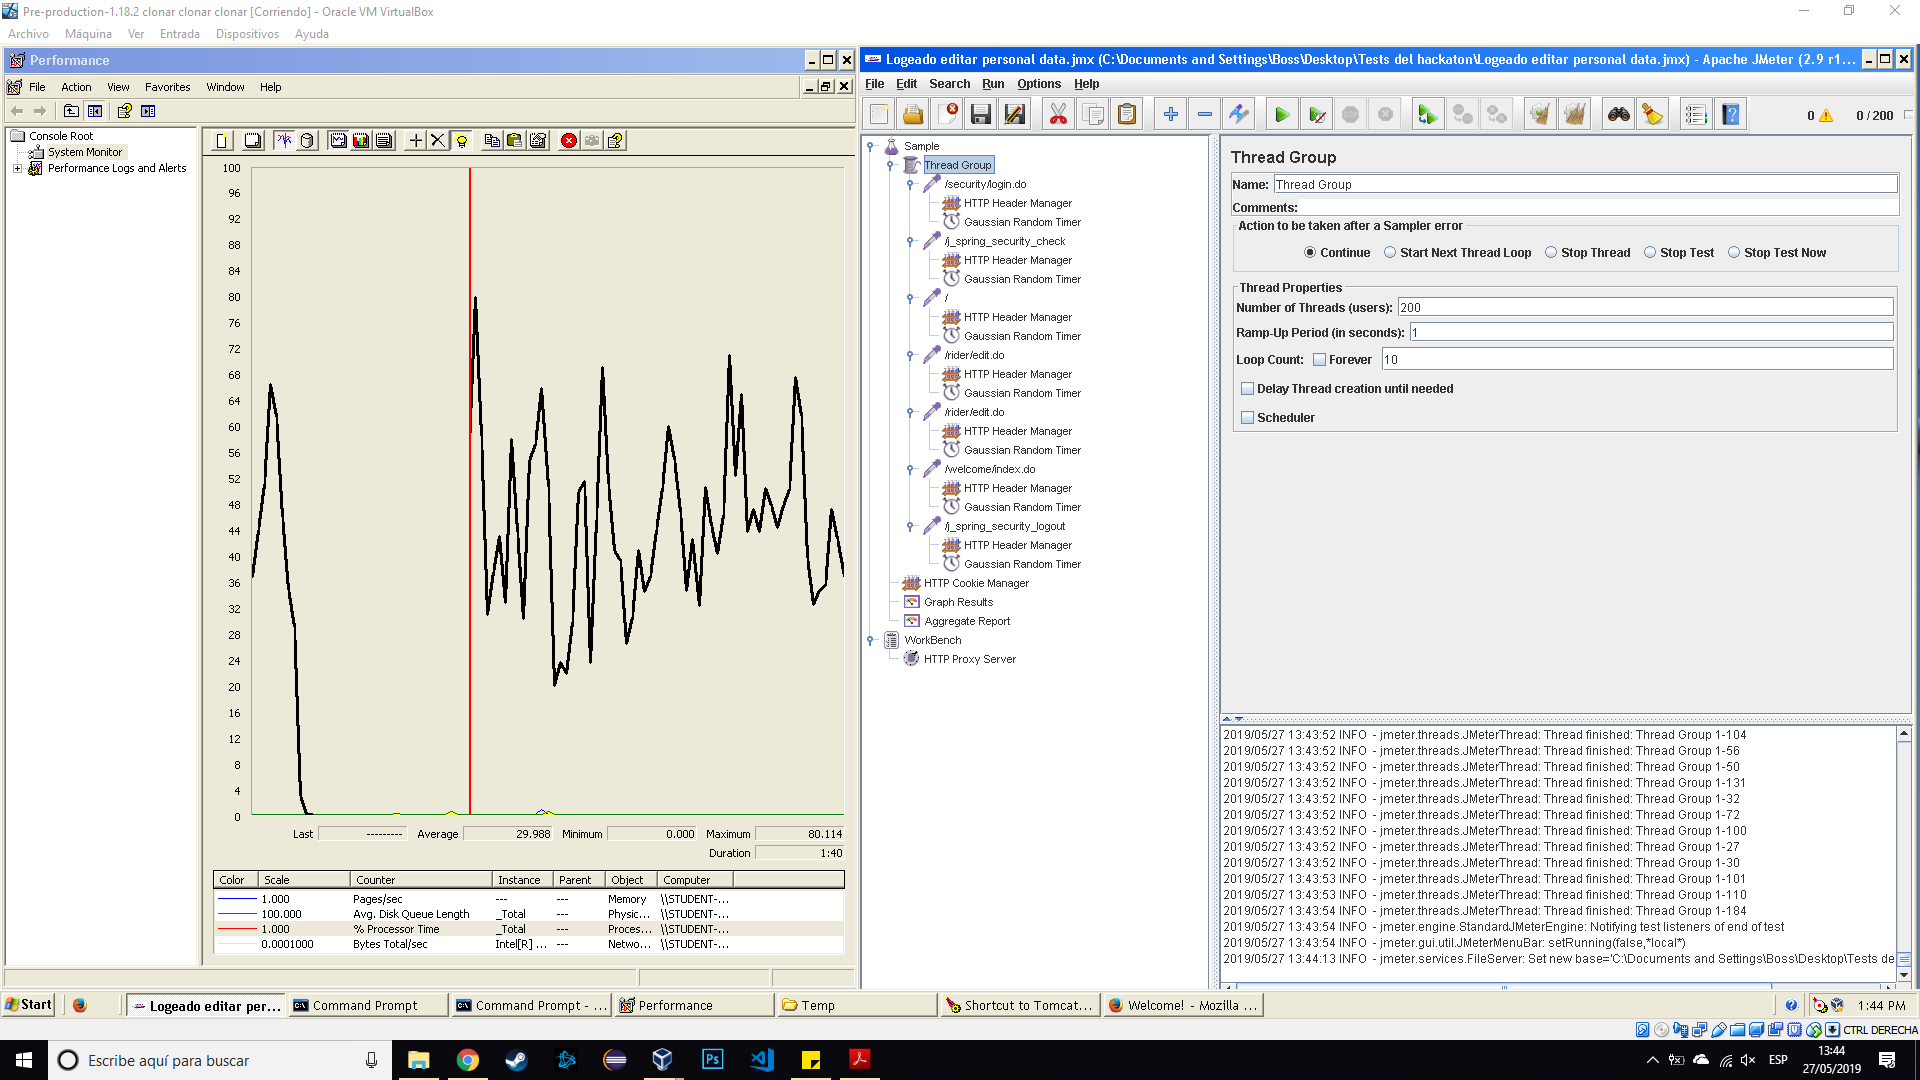 Pre-production-1.18.2 clonar clonar clonar [Corriendo] - Oracle VM VirtualBox
Archivo Máquina Ver Entrada Dispositivos Ayuda
Performance
File Action View Favorites Window Help
Console Root
System Monitor
Performance Logs and Alerts
100
96
92
88
84
80
76
72
68
64
60
56
52
48
44
40
36
32
28
24
20
16
12
8
4
0
Last --------- Average 29.988 Minimum 0.000 Maximum 80.114
Duration 1:40
Color Scale Counter Instance Parent Object Computer
1.000 Pages/sec --- --- Memory \\STUDENT-...
100.000 Avg. Disk Queue Length _Total --- Physic... \\STUDENT-...
1.000 % Processor Time _Total --- Proces... \\STUDENT-...
0.0001000 Bytes Total/sec Intel[R] ... --- Netwo... \\STUDENT-...
Logeado editar personal data.jmx (C:\Documents and Settings\Boss\Desktop\Tests del hackaton\Logeado editar personal data.jmx) - Apache JMeter (2.9 r1...
File Edit Search Run Options Help
0 0 / 200
Sample
Thread Group
/security/login.do
HTTP Header Manager
Gaussian Random Timer
/j_spring_security_check
HTTP Header Manager
Gaussian Random Timer
/
HTTP Header Manager
Gaussian Random Timer
/rider/edit.do
HTTP Header Manager
Gaussian Random Timer
/rider/edit.do
HTTP Header Manager
Gaussian Random Timer
/welcome/index.do
HTTP Header Manager
Gaussian Random Timer
/j_spring_security_logout
HTTP Header Manager
Gaussian Random Timer
HTTP Cookie Manager
Graph Results
Aggregate Report
WorkBench
HTTP Proxy Server
Thread Group
Name: Thread Group
Comments:
Action to be taken after a Sampler error
Continue Start Next Thread Loop Stop Thread Stop Test Stop Test Now
Thread Properties
Number of Threads (users): 200
Ramp-Up Period (in seconds): 1
Loop Count: Forever 10
Delay Thread creation until needed
Scheduler
2019/05/27 13:43:52 INFO - jmeter.threads.JMeterThread: Thread finished: Thread Group 1-104
2019/05/27 13:43:52 INFO - jmeter.threads.JMeterThread: Thread finished: Thread Group 1-56
2019/05/27 13:43:52 INFO - jmeter.threads.JMeterThread: Thread finished: Thread Group 1-50
2019/05/27 13:43:52 INFO - jmeter.threads.JMeterThread: Thread finished: Thread Group 1-131
2019/05/27 13:43:52 INFO - jmeter.threads.JMeterThread: Thread finished: Thread Group 1-32
2019/05/27 13:43:52 INFO - jmeter.threads.JMeterThread: Thread finished: Thread Group 1-72
2019/05/27 13:43:52 INFO - jmeter.threads.JMeterThread: Thread finished: Thread Group 1-100
2019/05/27 13:43:52 INFO - jmeter.threads.JMeterThread: Thread finished: Thread Group 1-27
2019/05/27 13:43:52 INFO - jmeter.threads.JMeterThread: Thread finished: Thread Group 1-30
2019/05/27 13:43:53 INFO - jmeter.threads.JMeterThread: Thread finished: Thread Group 1-101
2019/05/27 13:43:53 INFO - jmeter.threads.JMeterThread: Thread finished: Thread Group 1-110
2019/05/27 13:43:54 INFO - jmeter.threads.JMeterThread: Thread finished: Thread Group 1-184
2019/05/27 13:43:54 INFO - jmeter.engine.StandardJMeterEngine: Notifying test listeners of end of test
2019/05/27 13:43:54 INFO - jmeter.gui.util.JMeterMenuBar: setRunning(false,*local*)
2019/05/27 13:44:13 INFO - jmeter.services.FileServer: Set new base='C:\Documents and Settings\Boss\Desktop\Tests de
Start Logeado editar per... Command Prompt Command Prompt - ... Performance Temp Shortcut to Tomcat... Welcome! - Mozilla ... 1:44 PM
CTRL DERECHA
Escribe aquí para buscar
Ps
ESP
13:44
27/05/2019